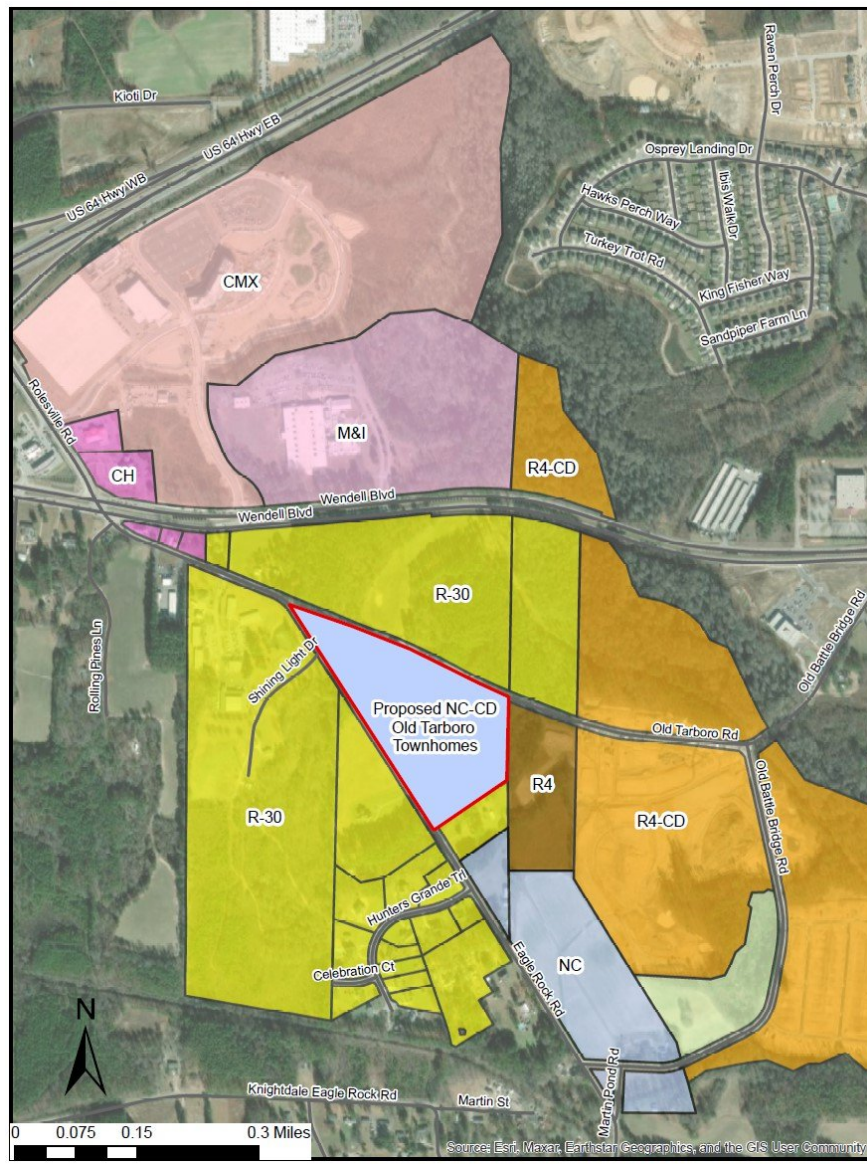 Kioti Dr
US 64 Hwy EB
US 64 Hwy WB
Raven Perch Dr
Osprey Landing Dr
Ibis Walk Dr
Hawks Perch Way
Turkey Trot Rd
King Fisher Way
Sandpiper Farm Ln
CMX
Rolesville Rd
M&I
CH
R4-CD
Wendell Blvd
Wendell Blvd
R-30
Old Battle Bridge Rd
Rolling Pines Ln
Shining Light Dr
Proposed NC-CD
Old Tarboro
Townhomes
Old Tarboro Rd
R4
R-30
R4-CD
Old Battle Bridge Rd
Hunters Grande Trl
Celebration Ct
Eagle Rock Rd
NC
N
Martin Pond Rd
Knightdale Eagle Rock Rd
Martin St
0 0.075 0.15 0.3 Miles
Source: Esri, Maxar, Earthstar Geographics, and the GIS User Community